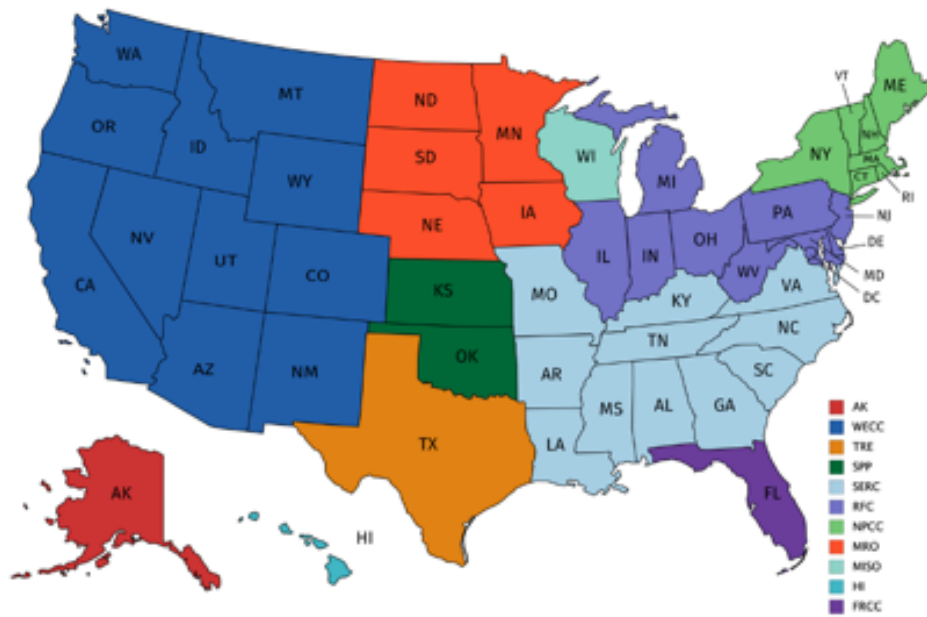 WA
MT
ND
MN
VT
ME
OR
ID
SD
WI
NY
NH
MA
CT
RI
WY
MI
NE
IA
PA
NJ
NV
UT
CO
IL
IN
OH
DE
CA
WV
MD
KS
MO
KY
VA
DC
AZ
NM
OK
AR
TN
NC
SC
MS
AL
GA
TX
LA
FL
AK
HI
AK
WECC
TRE
SPP
SERC
RFC
NPCC
MRO
MISO
HI
FRCC